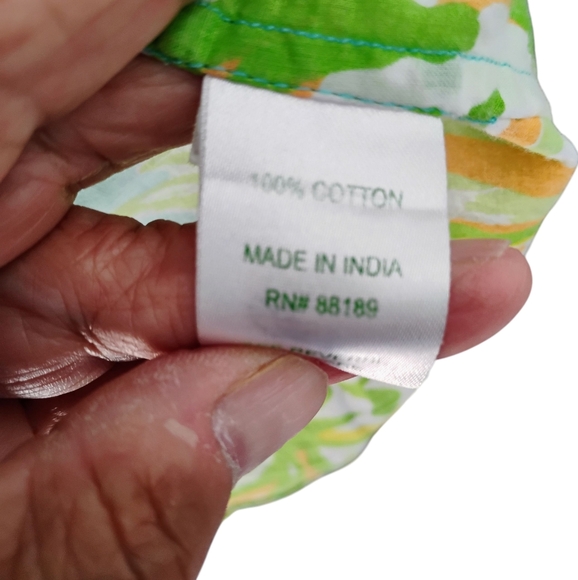 100% COTTON
MADE IN INDIA
RN# 88189